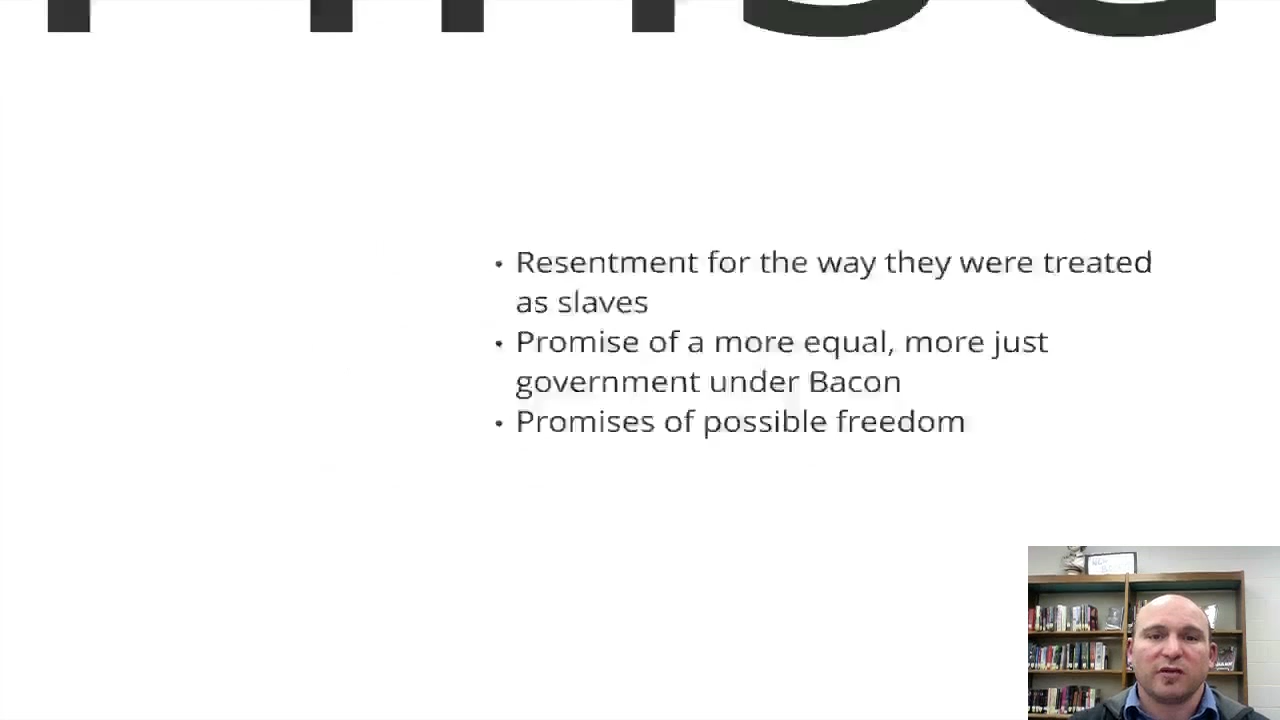 • Resentment for the way they were treated
as slaves
• Promise of a more equal, more just
government under Bacon
• Promises of possible freedom